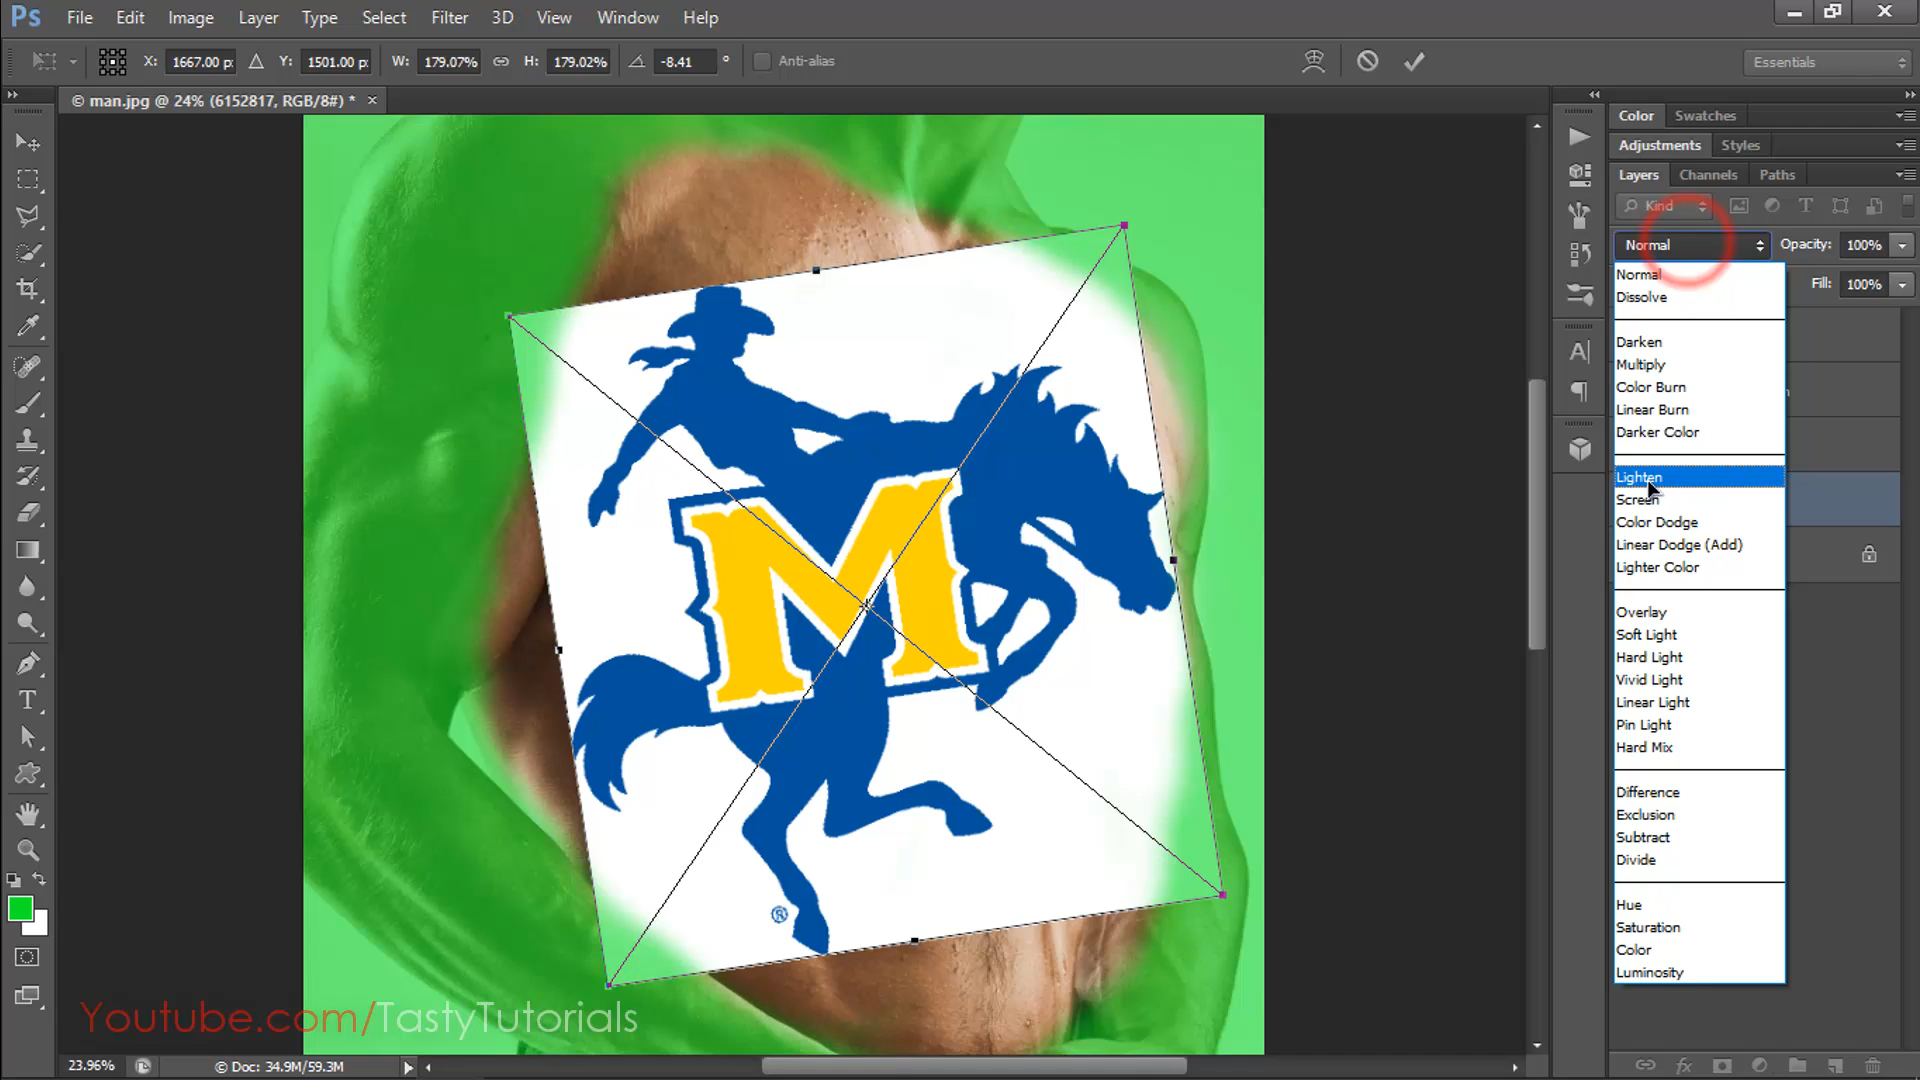 Ps File Edit Image Layer Type Select Filter 3D View Window Help
X: 1667.00 p: Y: 1501.00 p: W: 179.07% H: 179.02% -8.41 ° Anti-alias Essentials
© man.jpg @ 24% (6152817, RGB/8#) * ×
Color Swatches
Adjustments Styles
Layers Channels Paths
Kind
Normal Opacity: 100%
Fill: 100%
Normal
Dissolve
Darken
Multiply
Color Burn
Linear Burn
Darker Color
Lighten
Screen
Color Dodge
Linear Dodge (Add)
Lighter Color
Overlay
Soft Light
Hard Light
Vivid Light
Linear Light
Pin Light
Hard Mix
Difference
Exclusion
Subtract
Divide
Hue
Saturation
Color
Luminosity
M
®
Youtube.com/TastyTutorials
23.96% © Doc: 34.9M/59.3M